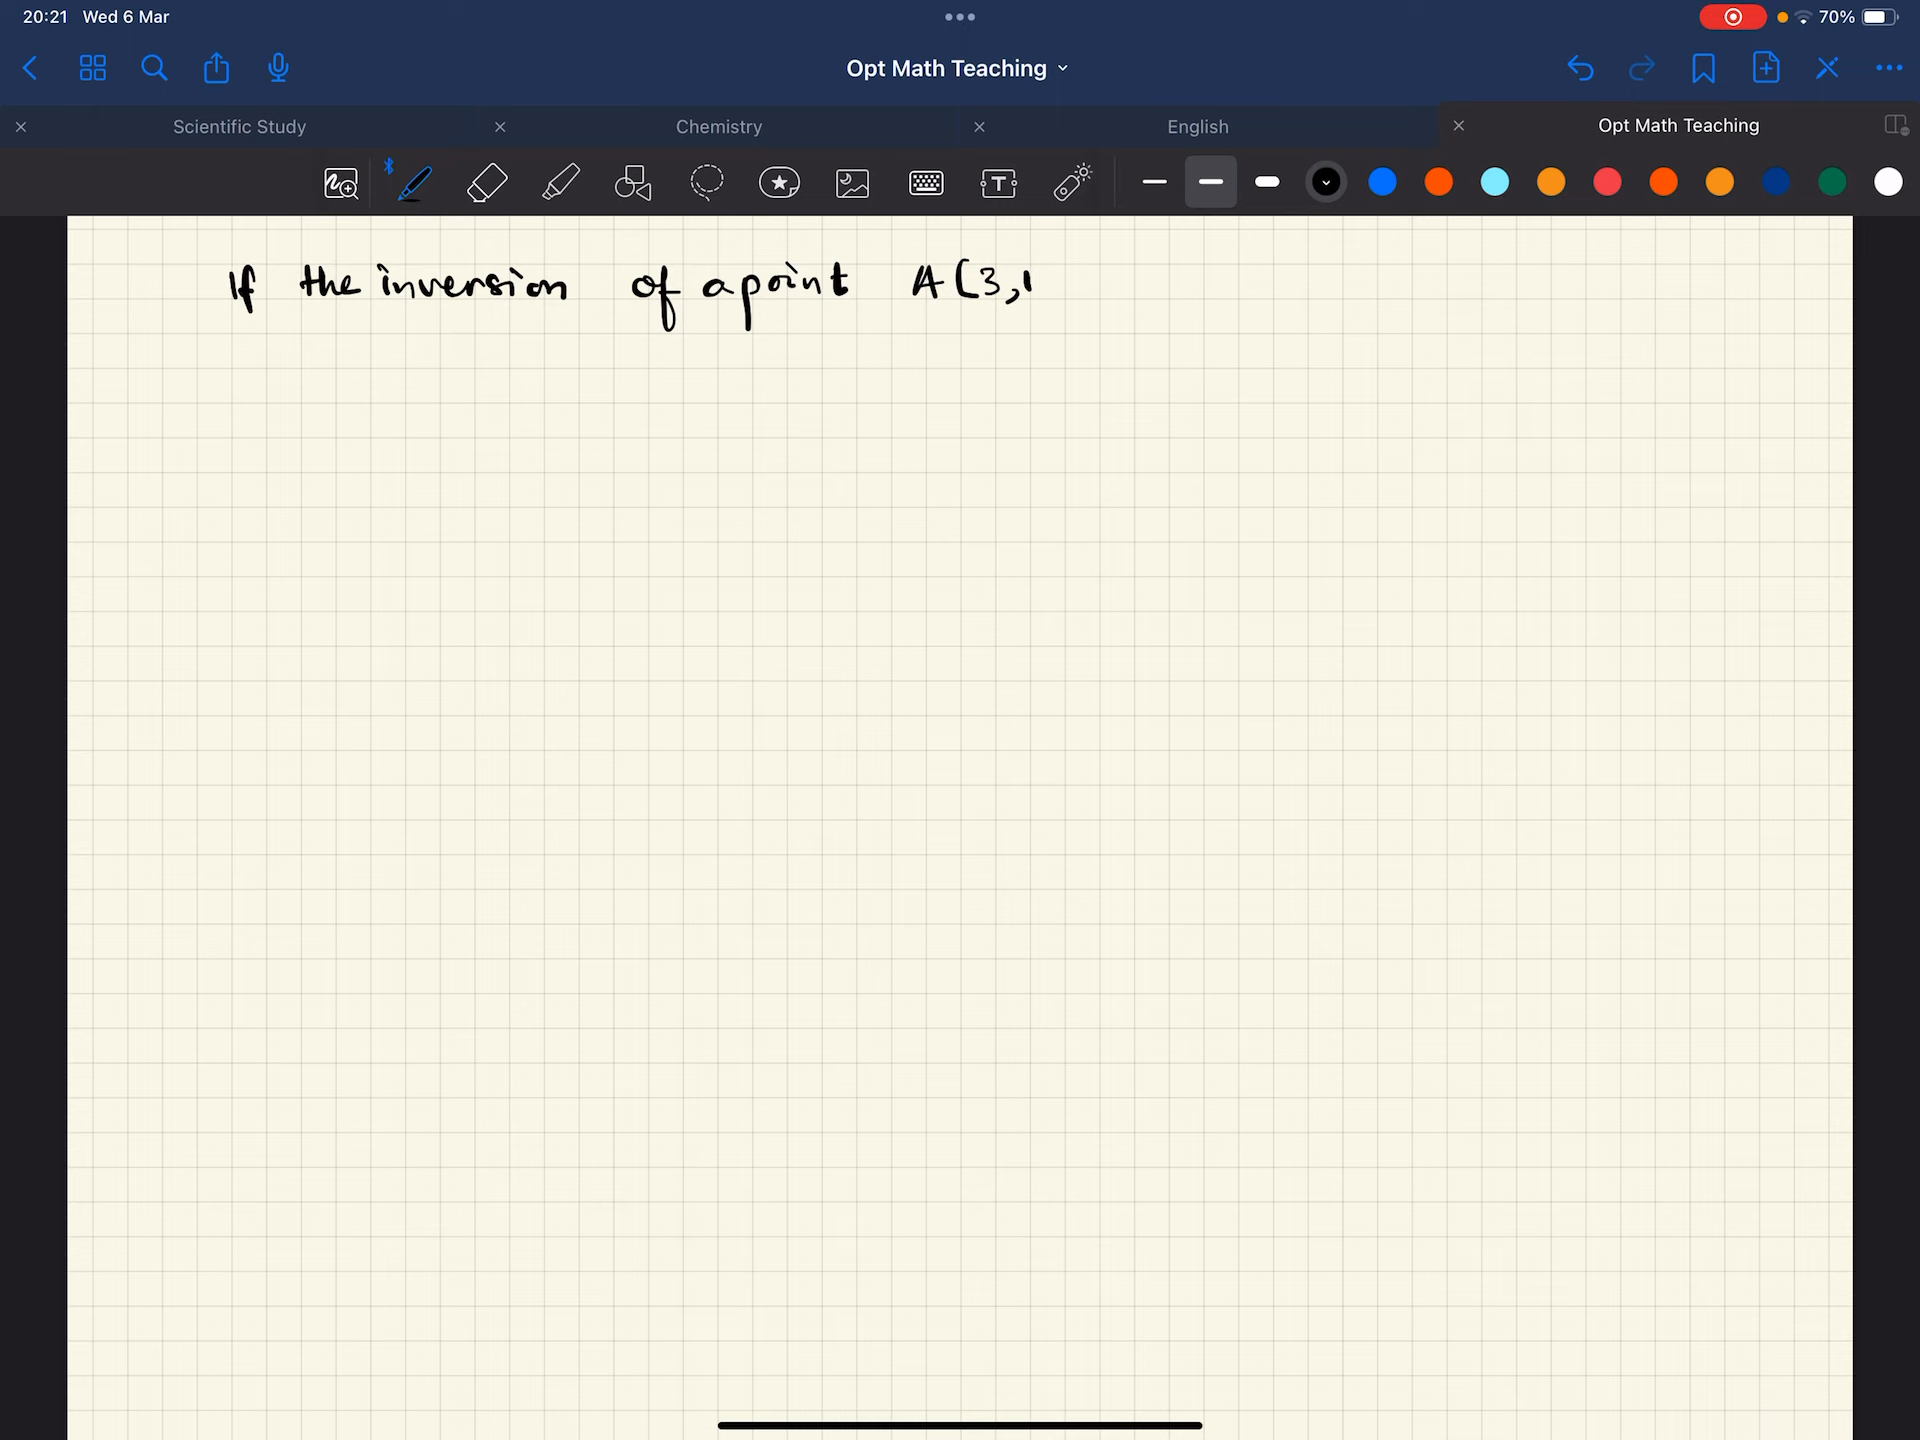 20:21 Wed 6 Mar
70%
Opt Math Teaching
Scientific Study
Chemistry
English
Opt Math Teaching
If the inversion of a point A(3,